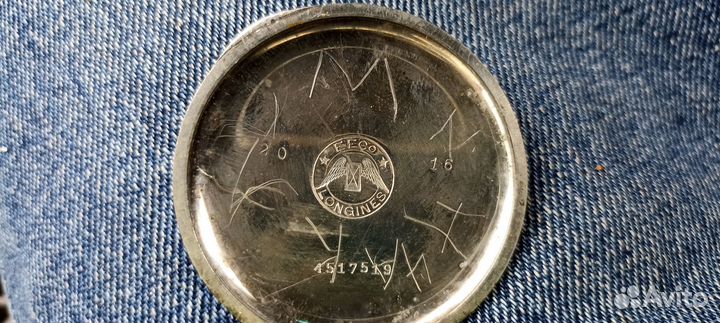 EFCO
20 16
LONGINES
4517519
Avito